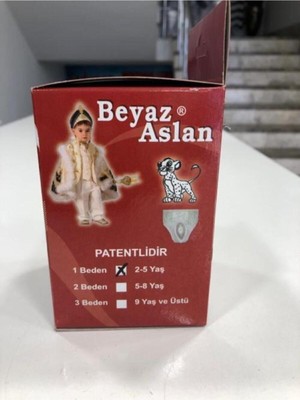 Beyaz ®
Aslan
PATENTLİDİR
1 Beden X 2-5 Yaş
2 Beden 5-8 Yaş
3 Beden 9 Yaş ve Üstü